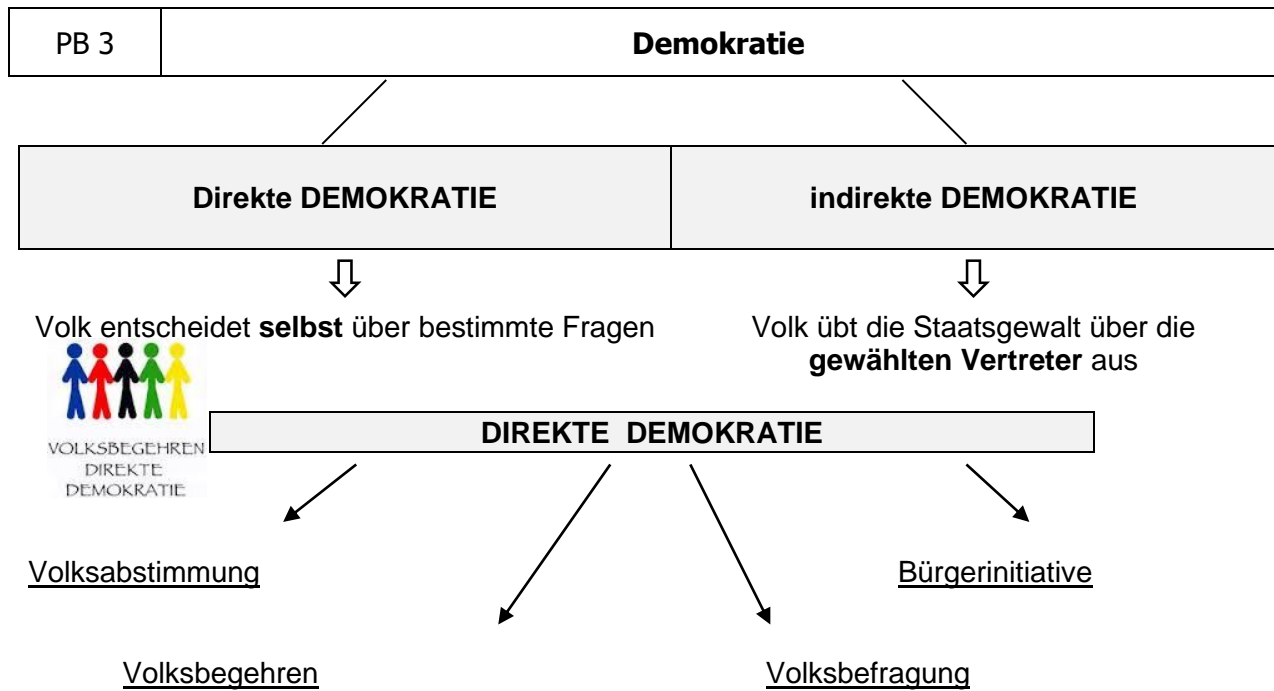 PB 3
Demokratie
Direkte DEMOKRATIE
indirekte DEMOKRATIE
Volk entscheidet selbst über bestimmte Fragen
Volk übt die Staatsgewalt über die
gewählten Vertreter aus
VOLKSBEGEHREN
DIREKTE
DEMOKRATIE
DIREKTE DEMOKRATIE
Volksabstimmung
Bürgerinitiative
Volksbegehren
Volksbefragung